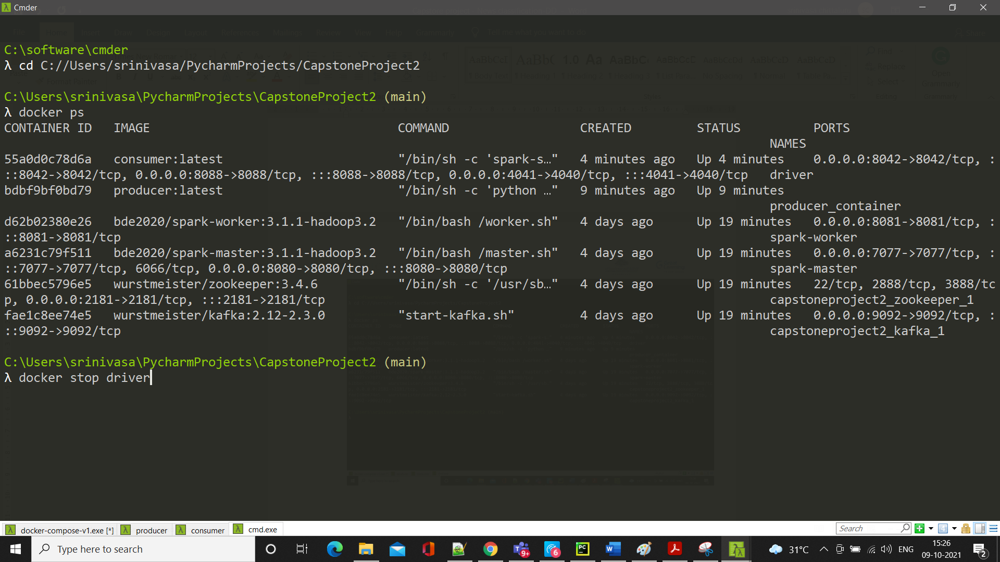 Cmder
C:\software\cmder
λ cd C://Users/srinivasa/PycharmProjects/CapstoneProject2
C:\Users\srinivasa\PycharmProjects\CapstoneProject2 (main)
λ docker ps
CONTAINER ID   IMAGE   COMMAND   CREATED   STATUS   PORTS
NAMES
55a0d0c78d6a   consumer:latest   "/bin/sh -c 'spark-s…"   4 minutes ago   Up 4 minutes   0.0.0.0:8042->8042/tcp, :
::8042->8042/tcp, 0.0.0.0:8088->8088/tcp, :::8088->8088/tcp, 0.0.0.0:4041->4040/tcp, :::4041->4040/tcp   driver
bdbf9bf0bd79   producer:latest   "/bin/sh -c 'python …"   9 minutes ago   Up 9 minutes
producer_container
d62b02380e26   bde2020/spark-worker:3.1.1-hadoop3.2   "/bin/bash /worker.sh"   4 days ago   Up 19 minutes   0.0.0.0:8081->8081/tcp, :
::8081->8081/tcp   spark-worker
a6231c79f511   bde2020/spark-master:3.1.1-hadoop3.2   "/bin/bash /master.sh"   4 days ago   Up 19 minutes   0.0.0.0:7077->7077/tcp, :
::7077->7077/tcp, 6066/tcp, 0.0.0.0:8080->8080/tcp, :::8080->8080/tcp   spark-master
61bbec5796e5   wurstmeister/zookeeper:3.4.6   "/bin/sh -c '/usr/sb…"   4 days ago   Up 19 minutes   22/tcp, 2888/tcp, 3888/tc
p, 0.0.0.0:2181->2181/tcp, :::2181->2181/tcp   capstoneproject2_zookeeper_1
fae1c8ee74e5   wurstmeister/kafka:2.12-2.3.0   "start-kafka.sh"   4 days ago   Up 19 minutes   0.0.0.0:9092->9092/tcp, :
::9092->9092/tcp   capstoneproject2_kafka_1
C:\Users\srinivasa\PycharmProjects\CapstoneProject2 (main)
λ docker stop driver
docker-compose-v1.exe [*]   producer   consumer   cmd.exe   Search
Type here to search   31°C   ENG   15:26
09-10-2021